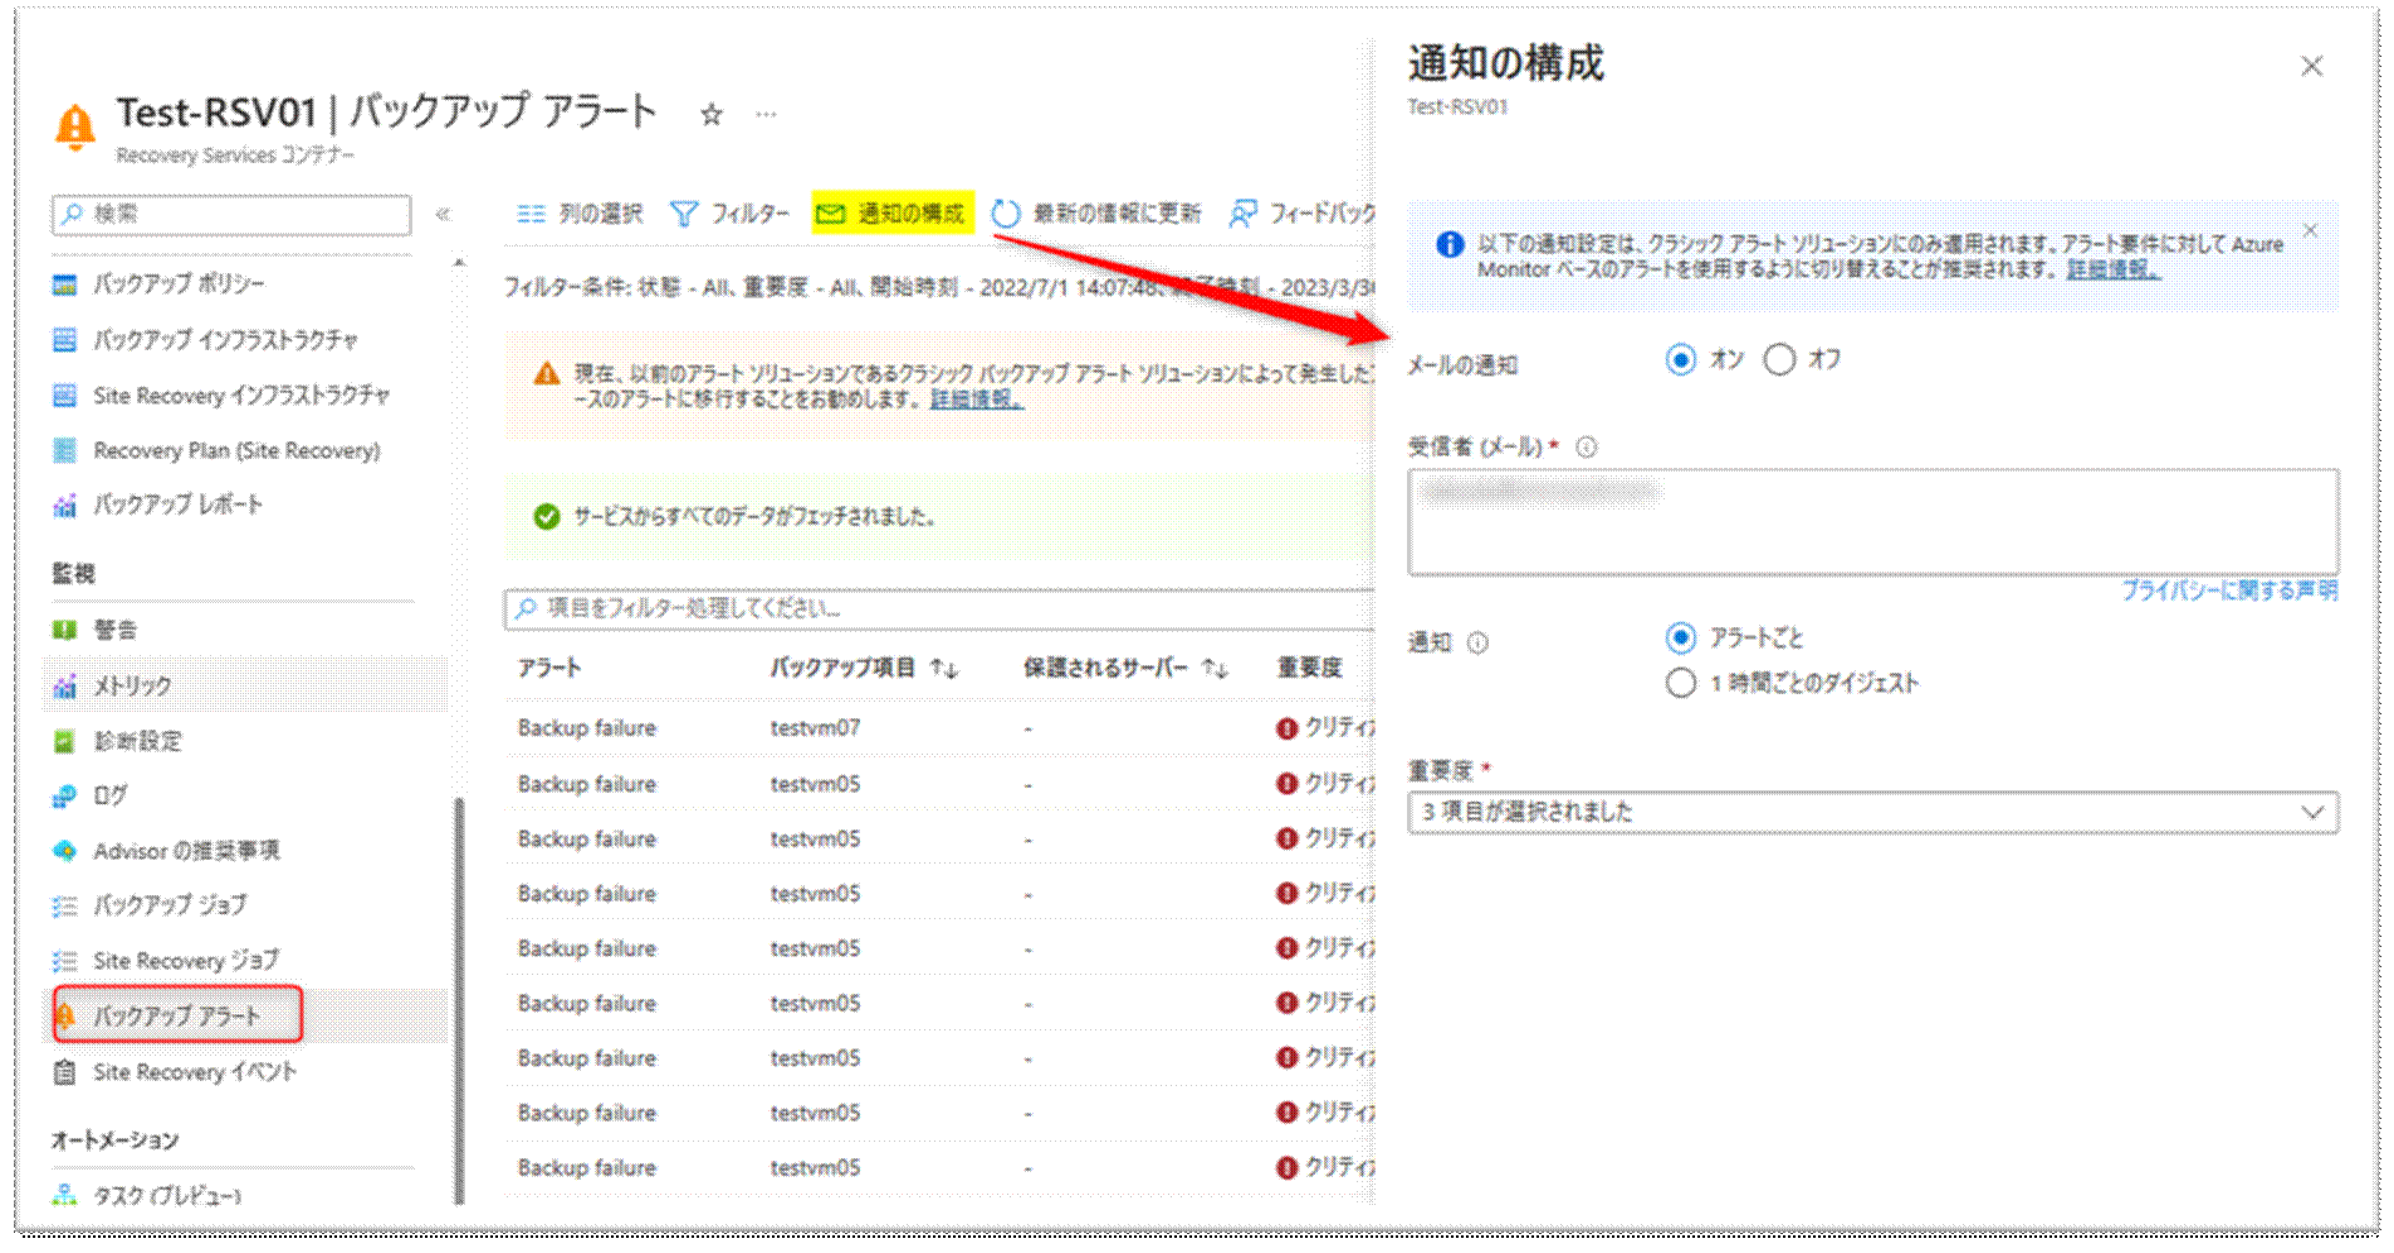 Test-RSV01 | バックアップ アラート
Recovery Services コンテナー
検索
バックアップ ポリシー
バックアップ インフラストラクチャ
Site Recovery インフラストラクチャ
Recovery Plan (Site Recovery)
バックアップ レポート
監視
警告
メトリック
診断設定
ログ
Advisor の推奨事項
バックアップ ジョブ
Site Recovery ジョブ
バックアップ アラート
Site Recovery イベント
オートメーション
タスク (プレビュー)
列の選択 フィルター 通知の構成 最新の情報に更新 フィードバック
フィルター条件: 状態 - All、重要度 - All、開始時刻 - 2022/7/1 14:07:48、終了時刻 - 2023/3/3
現在、以前のアラート ソリューションであるクラシック バックアップ アラート ソリューションによって発生した
ースのアラートに移行することをお勧めします。 詳細情報。
サービスからすべてのデータがフェッチされました。
項目をフィルター処理してください...
アラート バックアップ項目 ↑↓ 保護されるサーバー ↑↓ 重要度
Backup failure testvm07 - クリティ
Backup failure testvm05 - クリティ
Backup failure testvm05 - クリティ
Backup failure testvm05 - クリティ
Backup failure testvm05 - クリティ
Backup failure testvm05 - クリティ
Backup failure testvm05 - クリティ
Backup failure testvm05 - クリティ
Backup failure testvm05 - クリティ
通知の構成
Test-RSV01
以下の通知設定は、クラシック アラート ソリューションにのみ適用されます。アラート要件に対して Azure
Monitor ベースのアラートを使用するように切り替えることが推奨されます。 詳細情報。
メールの通知 オン オフ
受信者 (メール) *
プライバシーに関する声明
通知 アラートごと
1 時間ごとのダイジェスト
重要度 *
3 項目が選択されました